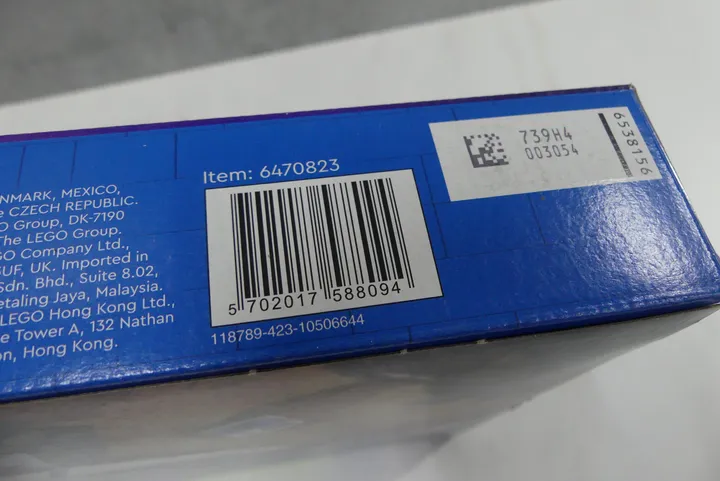 NMARK, MEXICO,
CZECH REPUBLIC.
O Group, DK-7190
The LEGO Group.
GO Company Ltd.,
UF, UK. Imported in
Sdn. Bhd., Suite 8.02,
etaling Jaya, Malaysia.
LEGO Hong Kong Ltd.,
e Tower A, 132 Nathan
on, Hong Kong.
Item: 6470823
5 702017 588094
118789-423-10506644
739H4
003054
6538156